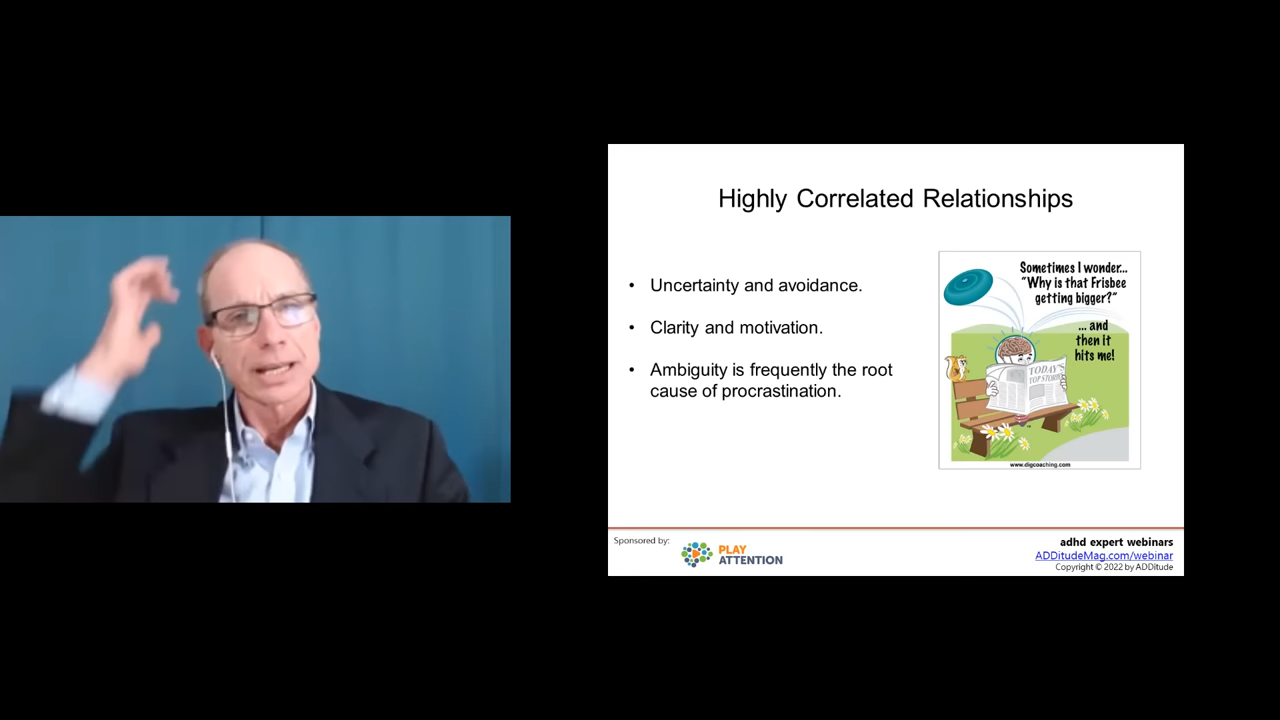 Highly Correlated Relationships
• Uncertainty and avoidance.
• Clarity and motivation.
• Ambiguity is frequently the root
cause of procrastination.
Sometimes I wonder...
"Why is that Frisbee
getting bigger?"
... and
then it
hits me!
TODAY'S
TOP STORIES
www.digcoaching.com
Sponsored by:
PLAY
ATTENTION
adhd expert webinars
ADDitudeMag.com/webinar
Copyright © 2022 by ADDitude